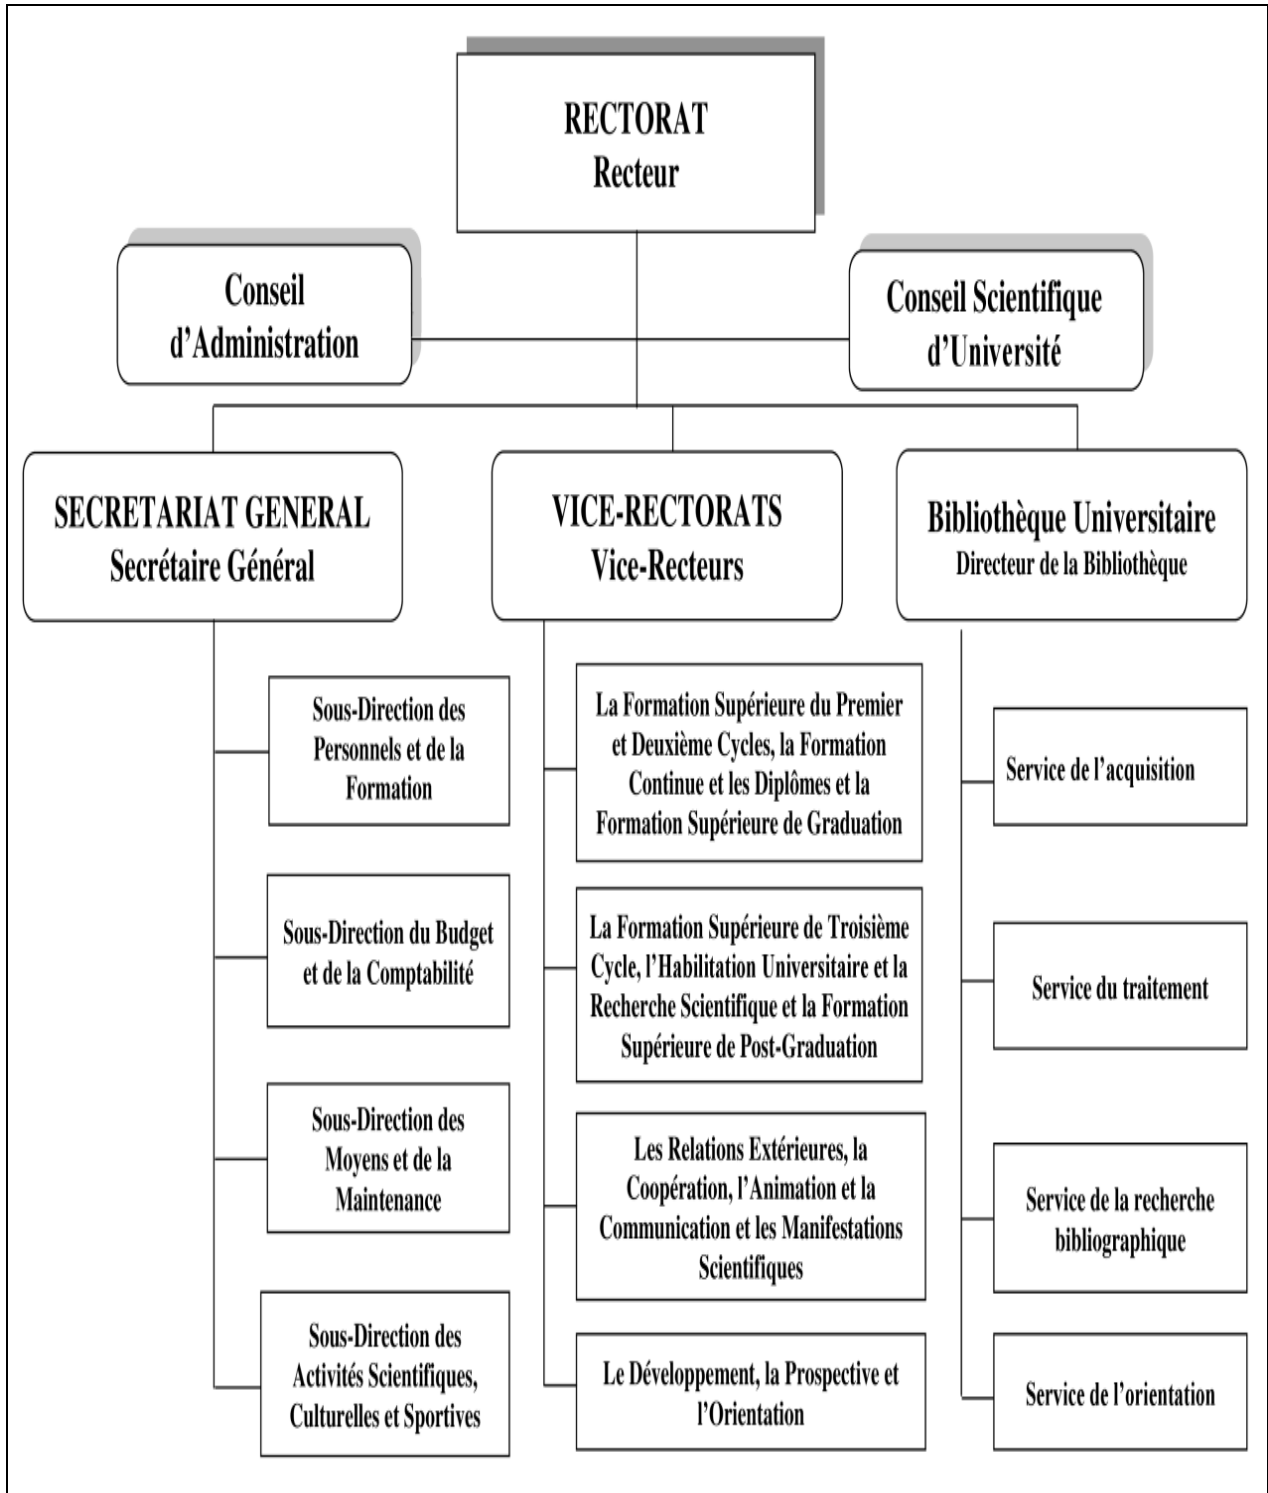 RECTORAT
Recteur
Conseil
d’Administration
Conseil Scientifique
d’Université
SECRETARIAT GENERAL
Secrétaire Général
VICE-RECTORATS
Vice-Recteurs
Bibliothèque Universitaire
Directeur de la Bibliothèque
Sous-Direction des
Personnels et de la
Formation
Sous-Direction du Budget
et de la Comptabilité
Sous-Direction des
Moyens et de la
Maintenance
Sous-Direction des
Activités Scientifiques,
Culturelles et Sportives
La Formation Supérieure du Premier
et Deuxième Cycles, la Formation
Continue et les Diplômes et la
Formation Supérieure de Graduation
La Formation Supérieure de Troisième
Cycle, l’Habilitation Universitaire et la
Recherche Scientifique et la Formation
Supérieure de Post-Graduation
Les Relations Extérieures, la
Coopération, l’Animation et la
Communication et les Manifestations
Scientifiques
Le Développement, la Prospective et
l’Orientation
Service de l’acquisition
Service du traitement
Service de la recherche
bibliographique
Service de l’orientation